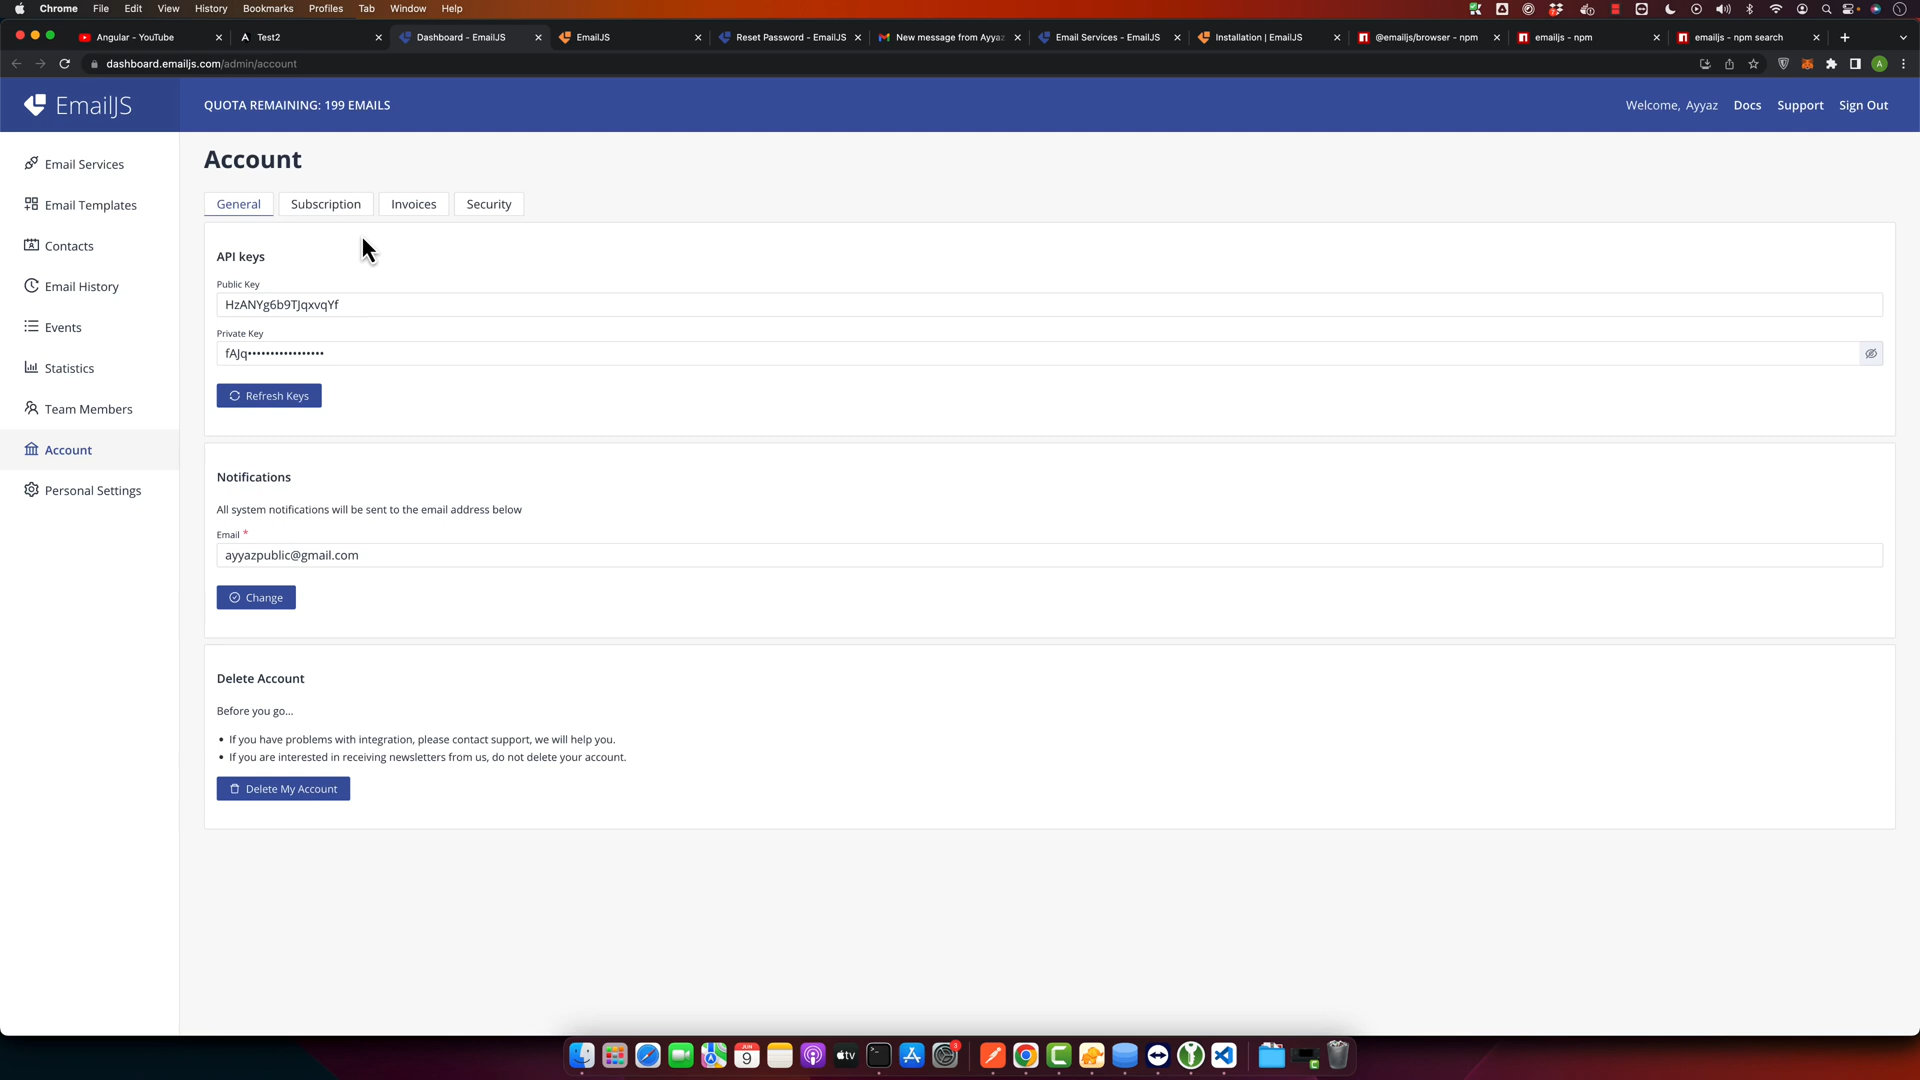 Chrome File Edit View History Bookmarks Profiles Tab Window Help
Angular - YouTube Test2 Dashboard - EmailJS EmailJS Reset Password - EmailJS New message from Ayyaz Email Services - EmailJS Installation | EmailJS @emailjs/browser - npm emailjs - npm emailjs - npm search
dashboard.emailjs.com/admin/account A
EmailJS QUOTA REMAINING: 199 EMAILS Welcome, Ayyaz Docs Support Sign Out
Email Services
Email Templates
Contacts
Email History
Events
Statistics
Team Members
Account
Personal Settings
Account
General Subscription Invoices Security
API keys
Public Key
HzANYg6b9TJqxvqYf
Private Key
fAJq•••••••••••••••••
Refresh Keys
Notifications
All system notifications will be sent to the email address below
Email *
ayyazpublic@gmail.com
Change
Delete Account
Before you go...
• If you have problems with integration, please contact support, we will help you.
• If you are interested in receiving newsletters from us, do not delete your account.
Delete My Account
JUN
9
tv
3